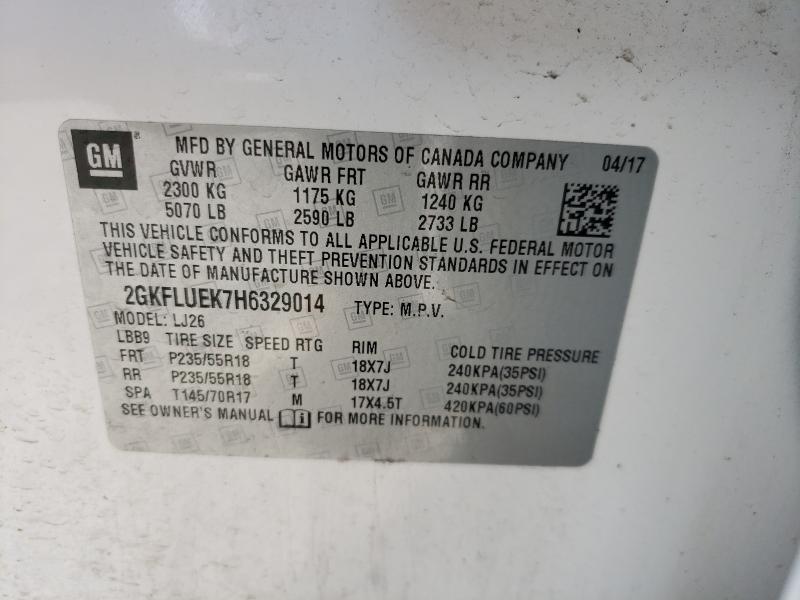 GM MFD BY GENERAL MOTORS OF CANADA COMPANY 04/17
GVWR GAWR FRT GAWR RR
2300 KG 1175 KG 1240 KG
5070 LB 2590 LB 2733 LB
THIS VEHICLE CONFORMS TO ALL APPLICABLE U.S. FEDERAL MOTOR
VEHICLE SAFETY AND THEFT PREVENTION STANDARDS IN EFFECT ON
THE DATE OF MANUFACTURE SHOWN ABOVE.
2GKFLUEK7H6329014 TYPE: M.P.V.
MODEL: LJ26
LBB9 TIRE SIZE SPEED RTG RIM COLD TIRE PRESSURE
FRT P235/55R18 T 18X7J 240KPA(35PSI)
RR P235/55R18 T 18X7J 240KPA(35PSI)
SPA T145/70R17 M 17X4.5T 420KPA(60PSI)
SEE OWNER'S MANUAL FOR MORE INFORMATION.